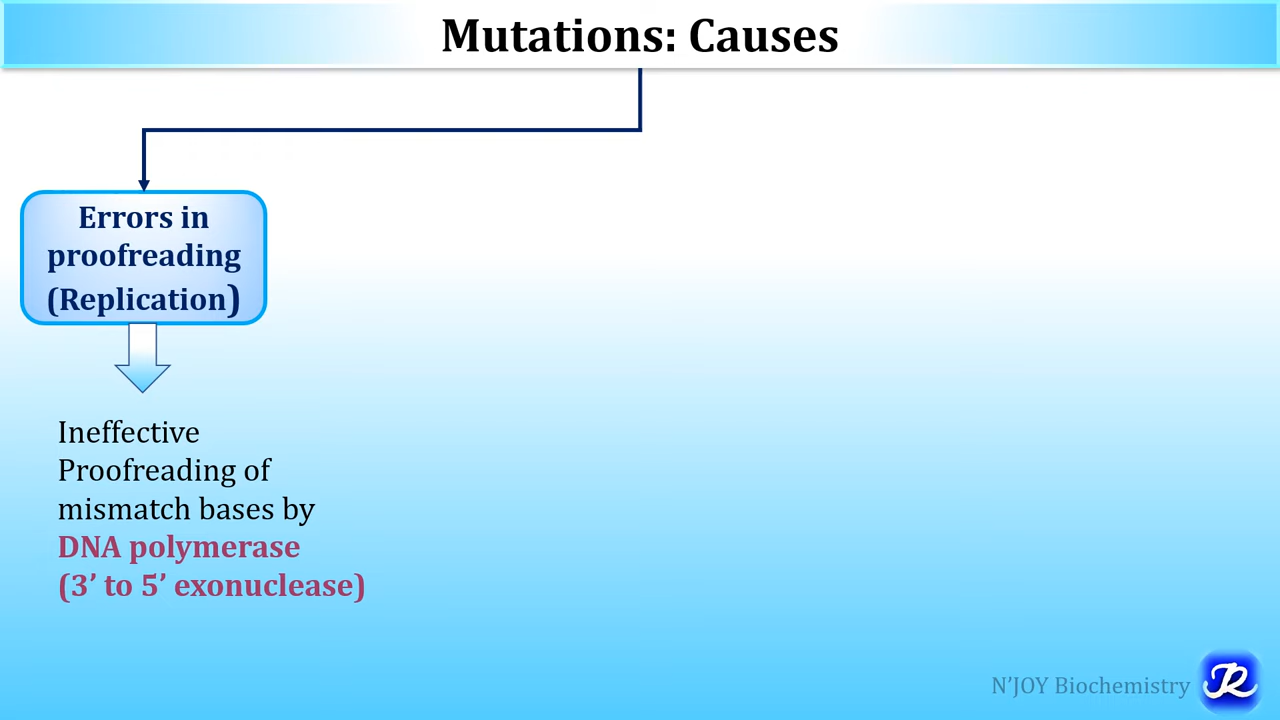 Mutations: Causes
Errors in
proofreading
(Replication)
Ineffective
Proofreading of
mismatch bases by
DNA polymerase
(3’ to 5’ exonuclease)
N’JOY Biochemistry